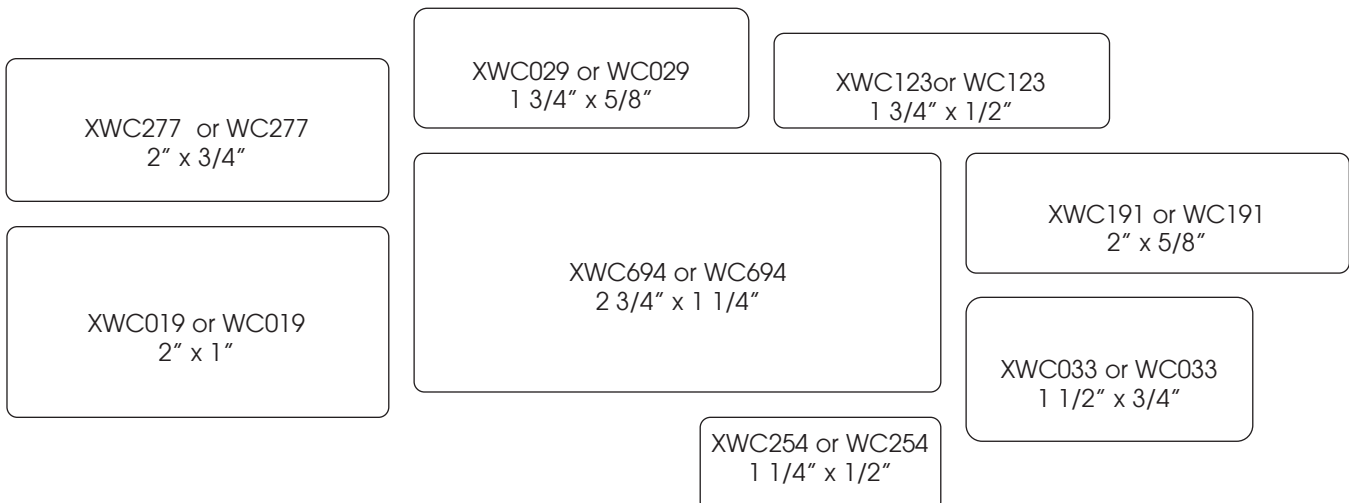 XWC029 or WC029
1 3/4” x 5/8”
XWC123or WC123
1 3/4” x 1/2”
XWC277 or WC277
2” x 3/4”
XWC191 or WC191
2” x 5/8”
XWC694 or WC694
2 3/4” x 1 1/4”
XWC019 or WC019
2” x 1”
XWC033 or WC033
1 1/2” x 3/4”
XWC254 or WC254
1 1/4” x 1/2”